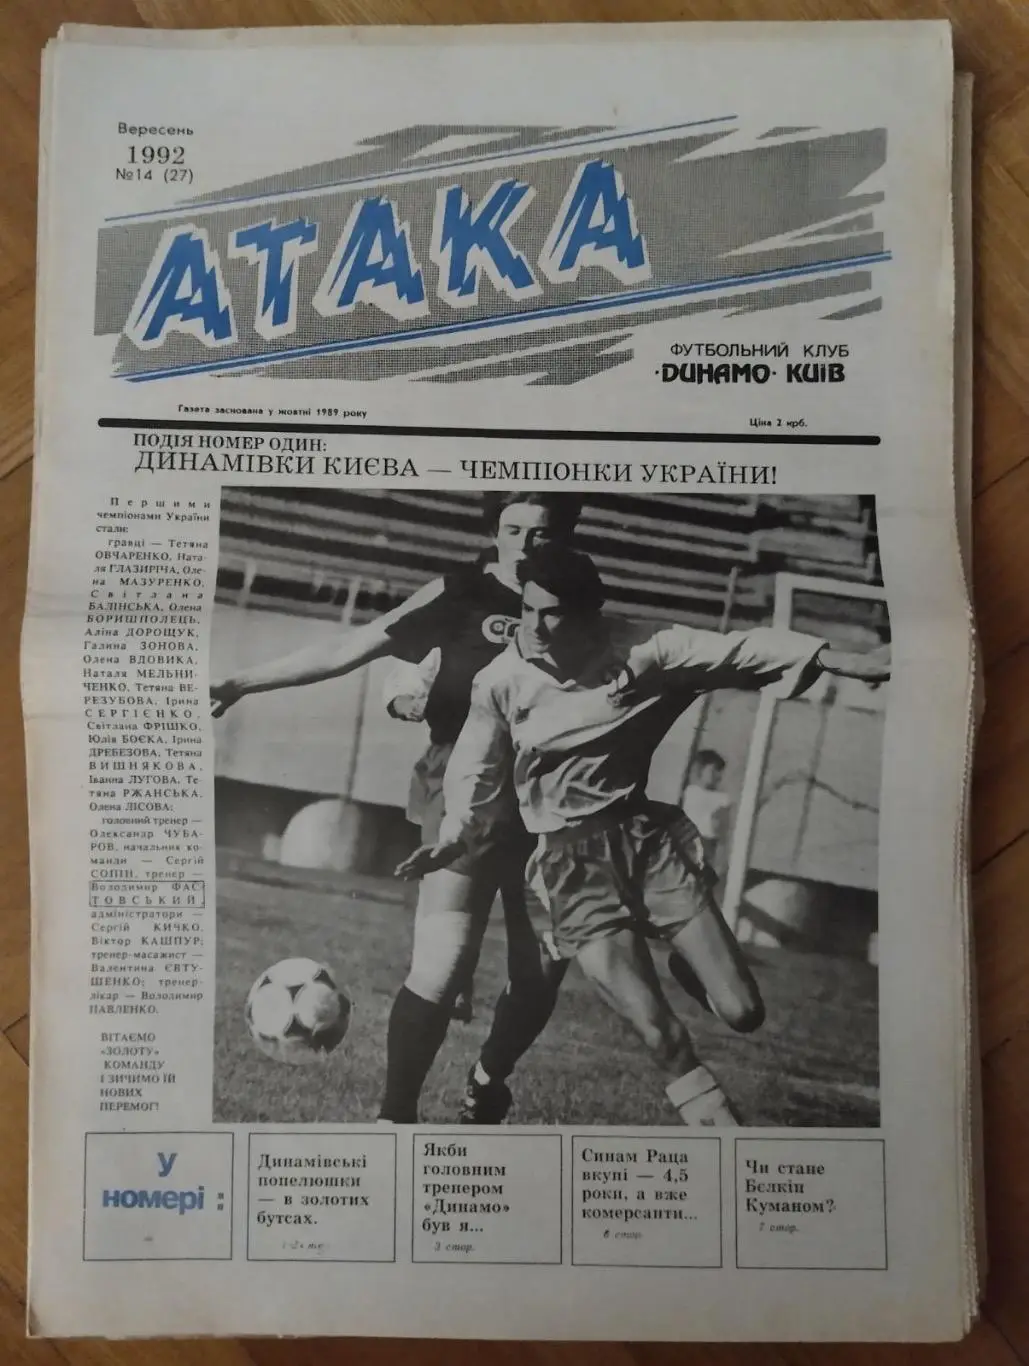 Вересень
1992
№14 (27)
АТАКА
ФУТБОЛЬНИЙ КЛУБ
·ДИНАМО· КИЇВ
Газета заснована у жовтні 1989 року
Ціна 2 крб.
ПОДІЯ НОМЕР ОДИН:
ДИНАМІВКИ КИЄВА — ЧЕМПІОНКИ УКРАЇНИ!
Першими
чемпіонами України
стали:
гравці — Тетяна
ОВЧАРЕНКО, Ната-
ля ГЛАЗИРІЧА, Оле-
на МАЗУРЕНКО,
Світлана
БАЛІНСЬКА, Олена
БОРИШПОЛЕЦЬ,
Аліна ДОРОЩУК,
Галина ЗОНОВА,
Олена ВДОВИКА,
Наталя МЕЛЬНИ-
ЧЕНКО, Тетяна ВЕ-
РЕЗУБОВА, Ірина
СЕРГІЄНКО,
Світлана ФРІШКО,
Юлія БОЄКА, Ірина
ДРЕБЕЗОВА, Тетяна
ВИШНЯКОВА,
Іванна ЛУГОВА, Те-
тяна РЖАНСЬКА,
Олена ЛІСОВА;
головний тренер —
Олександр ЧУБА-
РОВ, начальник ко-
манди — Сергій
СОПІН, тренер —
Володимир ФАС-
ТОВСЬКИЙ,
адміністратори —
Сергій КИЧКО,
Віктор КАШПУР;
тренер-масажист —
Валентина ЄВТУ-
ШЕНКО; тренер-
лікар — Володимир
ПАВЛЕНКО.
ВІТАЄМО
«ЗОЛОТУ»
КОМАНДУ
І ЗИЧИМО ЇЙ
НОВИХ
ПЕРЕМОГ!
У
номері:
Динамівські
попелюшки
— в золотих
бутсах.
Якби
головним
тренером
«Динамо»
був я...
3 стор.
Синам Раца
вкупі — 4,5
роки, а вже
комерсанти...
6 стор.
Чи стане
Бєлкін
Куманом?
7 стор.